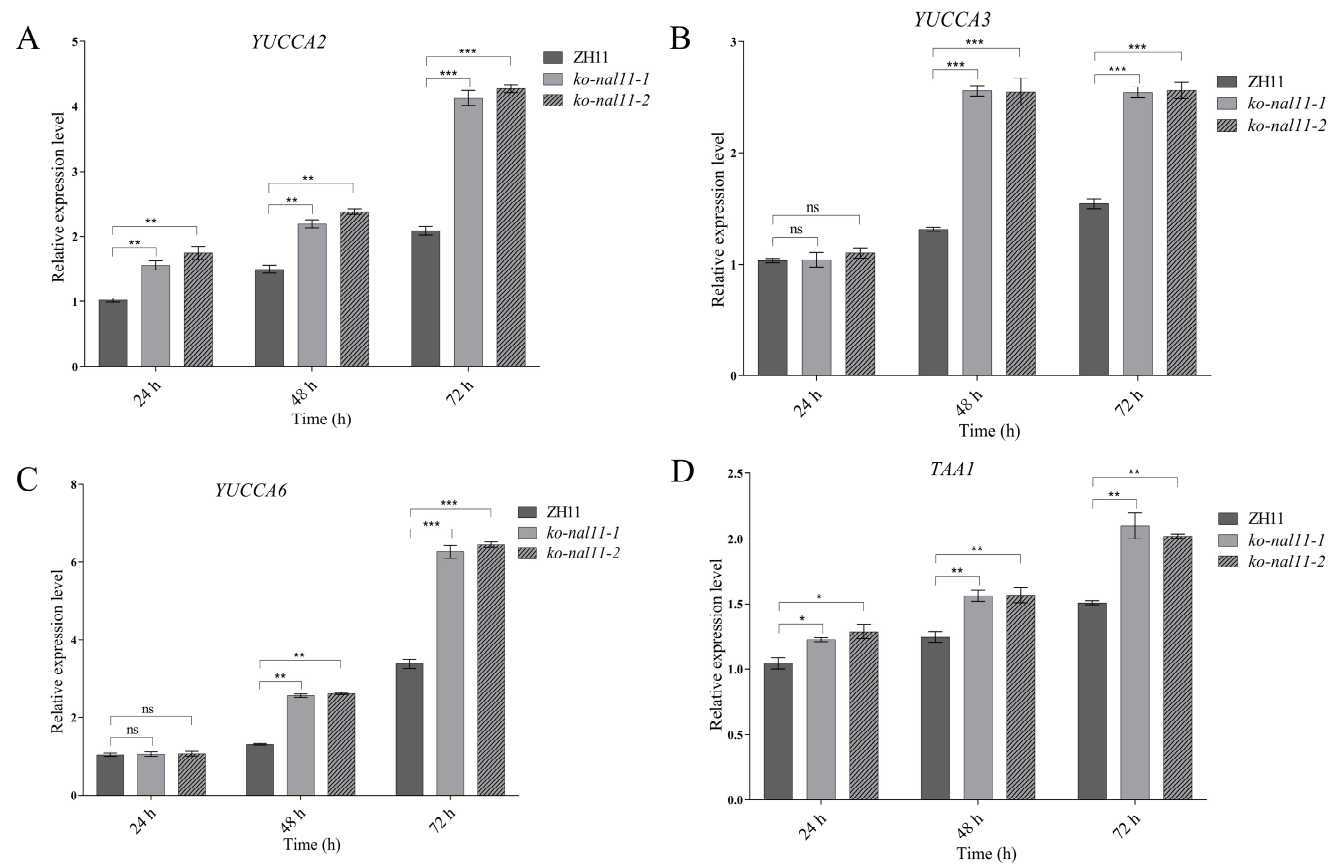 A
YUCCA2
Relative expression level
5
4
3
2
1
0
**
**
**
**
***
***
24 h
48 h
72 h
Time (h)
ZH11
ko-nal11-1
ko-nal11-2
B
YUCCA3
Relative expression level
3
2
1
0
ns
ns
***
***
***
***
24 h
48 h
72 h
Time (h)
ZH11
ko-nal11-1
ko-nal11-2
C
YUCCA6
Relative expression level
8
6
4
2
0
ns
ns
**
**
***
***
24 h
48 h
72 h
Time (h)
ZH11
ko-nal11-1
ko-nal11-2
D
TAA1
Relative expression level
2.5
2.0
1.5
1.0
0.5
0.0
*
*
**
**
**
**
24 h
48 h
72 h
Time (h)
ZH11
ko-nal11-1
ko-nal11-2